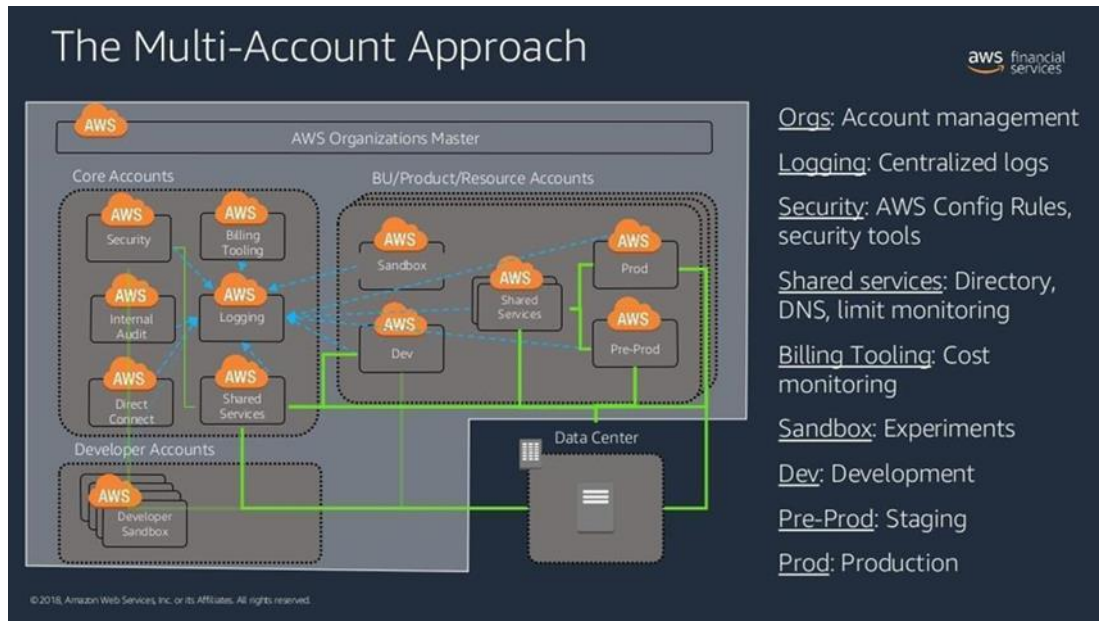 The Multi-Account Approach
aws financial
services
AWS
AWS Organizations Master
Core Accounts
AWS
Security
AWS
Billing
Tooling
AWS
Internal
Audit
AWS
Logging
AWS
Direct
Connect
AWS
Shared
Services
BU/Product/Resource Accounts
AWS
Sandbox
AWS
Dev
AWS
Shared
Services
AWS
Prod
AWS
Pre-Prod
Developer Accounts
AWS
Developer
Sandbox
Data Center
Orgs: Account management
Logging: Centralized logs
Security: AWS Config Rules,
security tools
Shared services: Directory,
DNS, limit monitoring
Billing Tooling: Cost
monitoring
Sandbox: Experiments
Dev: Development
Pre-Prod: Staging
Prod: Production
© 2018, Amazon Web Services, Inc. or its Affiliates. All rights reserved.